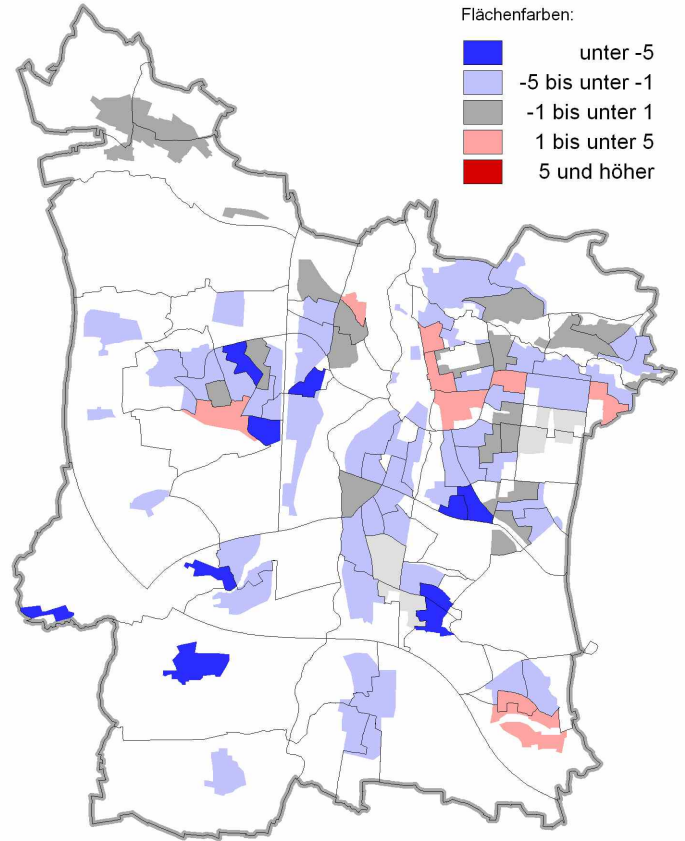 Flächenfarben:
unter -5
-5 bis unter -1
-1 bis unter 1
1 bis unter 5
5 und höher